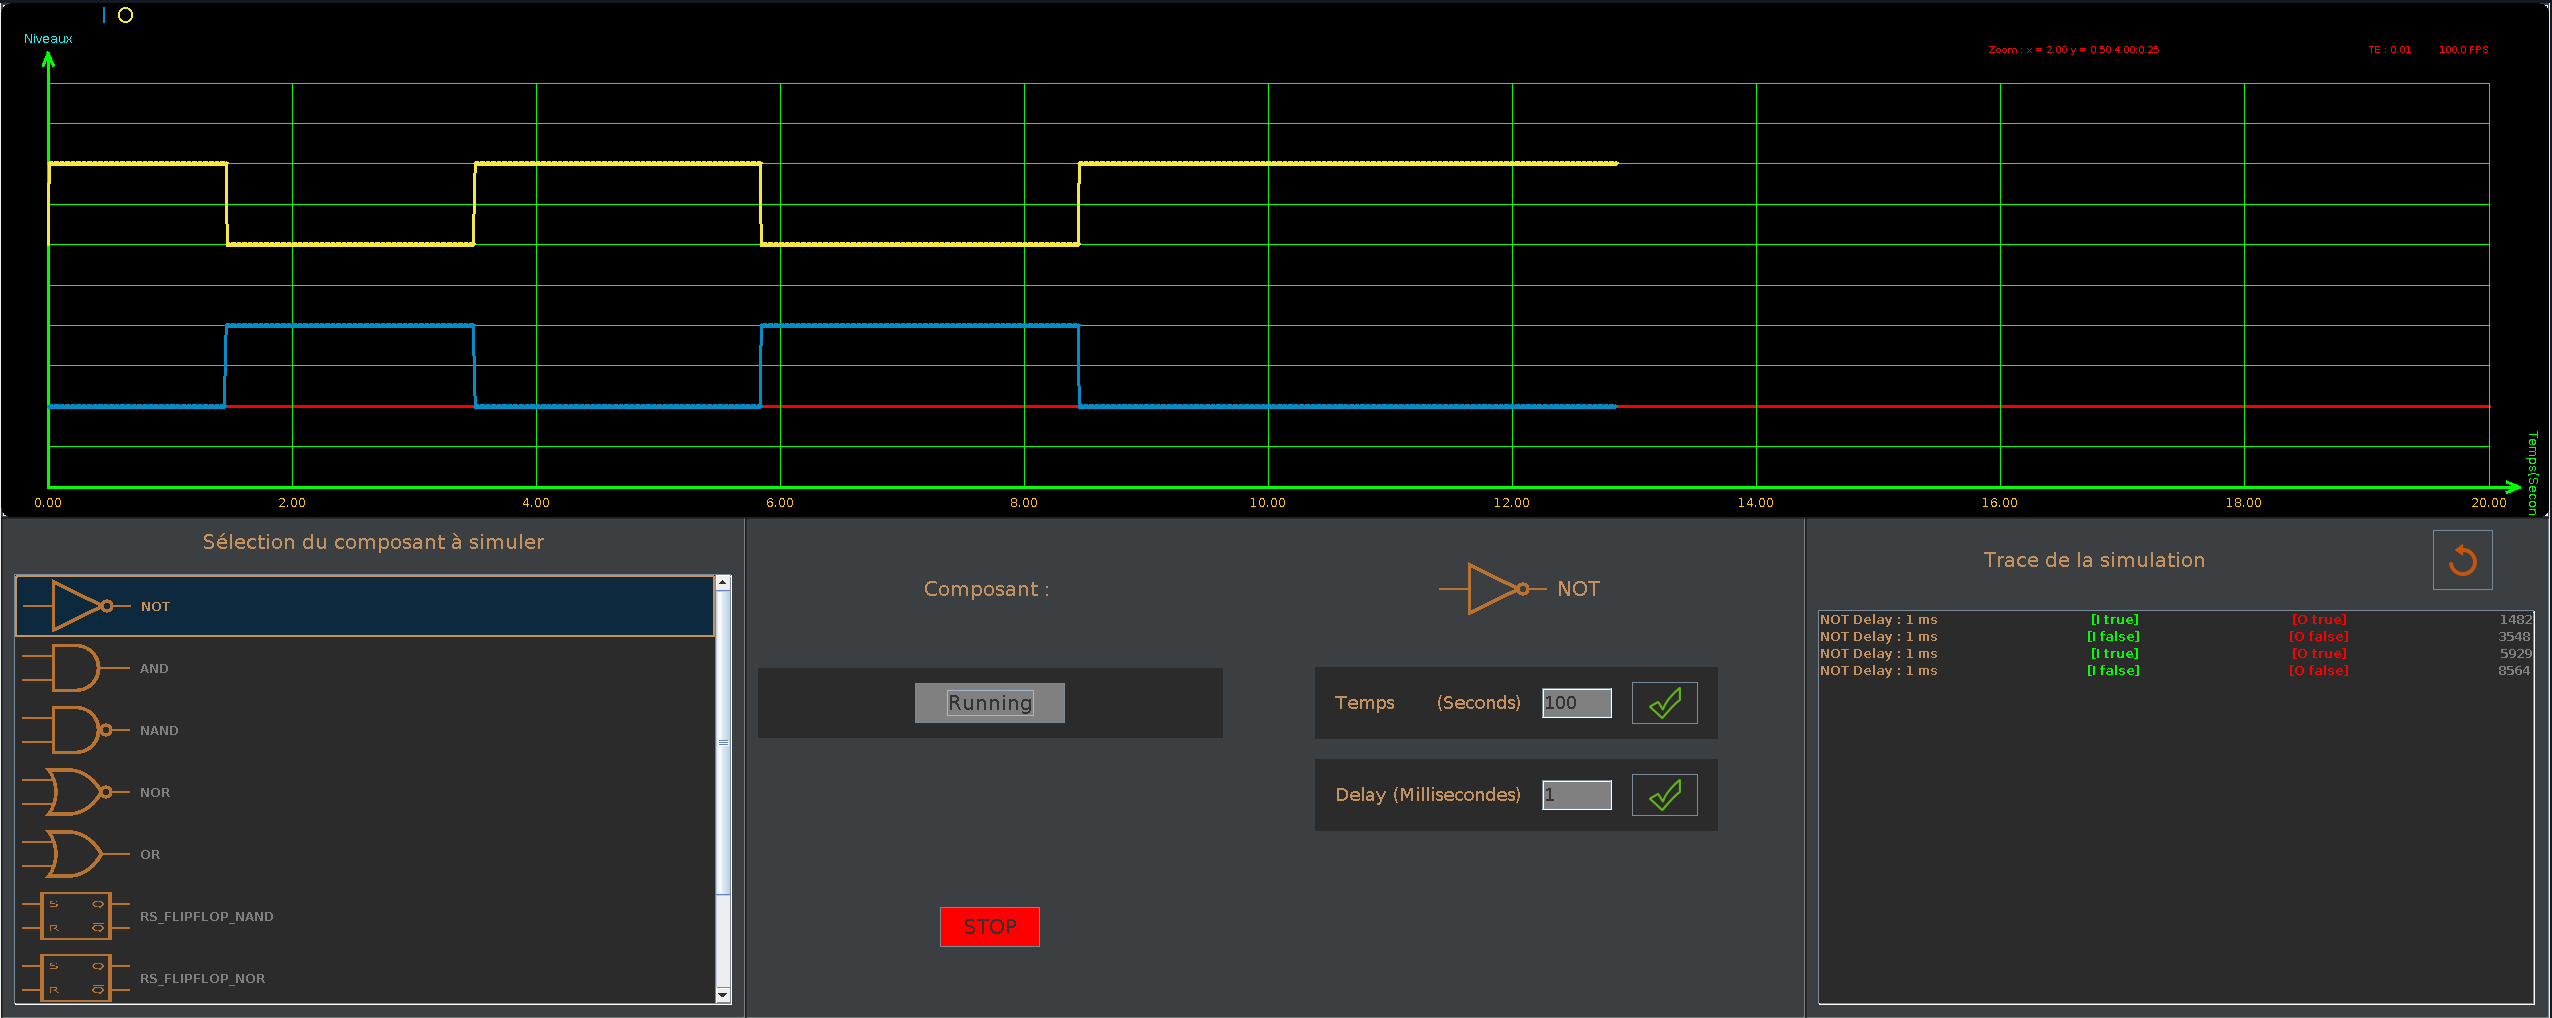 I O
Niveaux
Zoom : x = 2.00 y = 0.50 4.00:0.25 TE : 0.01 100.0 FPS
Temps(Secon
0.00 2.00 4.00 6.00 8.00 10.00 12.00 14.00 16.00 18.00 20.00
Sélection du composant à simuler
NOT
AND
NAND
NOR
OR
S Q
R Q
RS_FLIPFLOP_NAND
S Q
R Q
RS_FLIPFLOP_NOR
Composant :
NOT
Running
Temps (Seconds) 100
Delay (Millisecondes) 1
STOP
Trace de la simulation
NOT Delay : 1 ms [I true] [O true] 1482
NOT Delay : 1 ms [I false] [O false] 3548
NOT Delay : 1 ms [I true] [O true] 5929
NOT Delay : 1 ms [I false] [O false] 8564